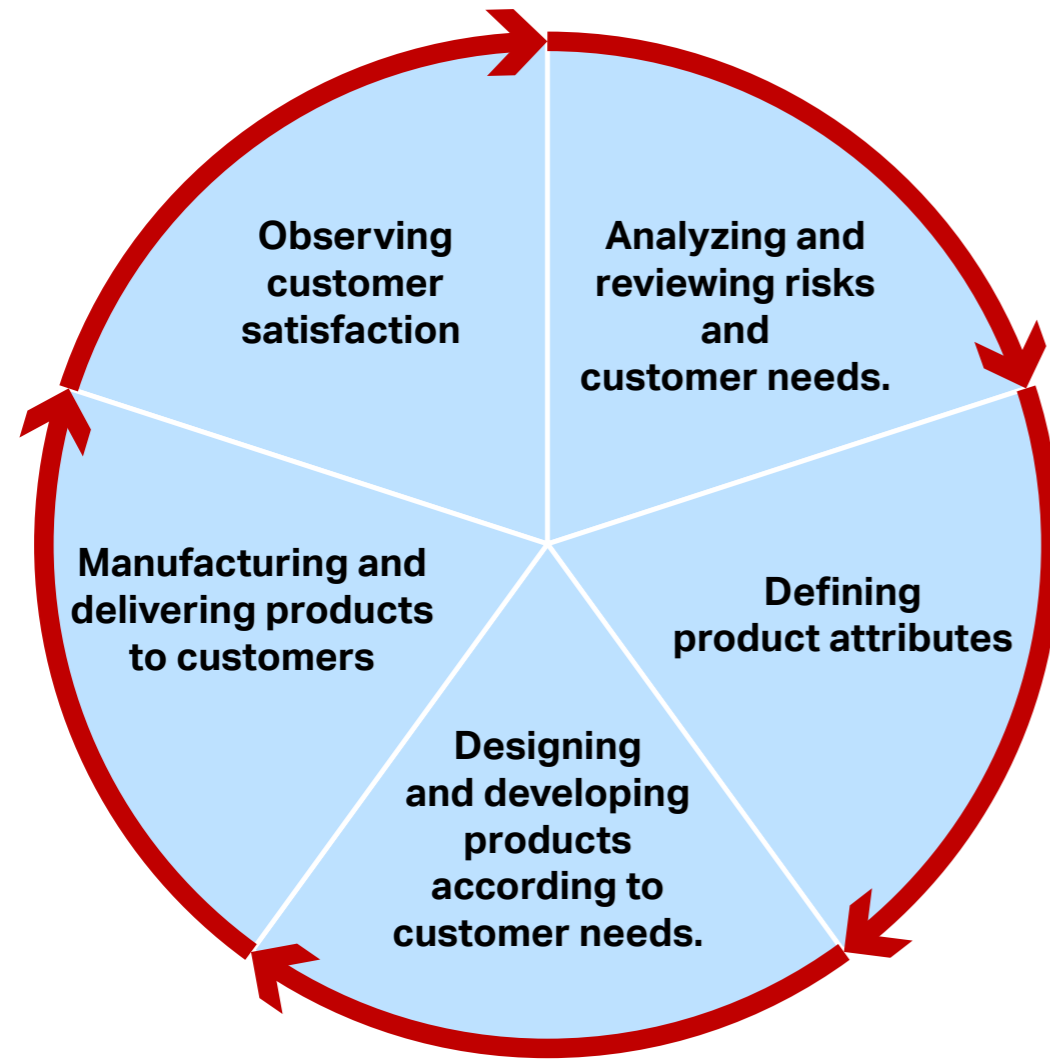 Observing
customer
satisfaction
Analyzing and
reviewing risks
and
customer needs.
Defining
product attributes
Designing
and developing
products
according to
customer needs.
Manufacturing and
delivering products
to customers